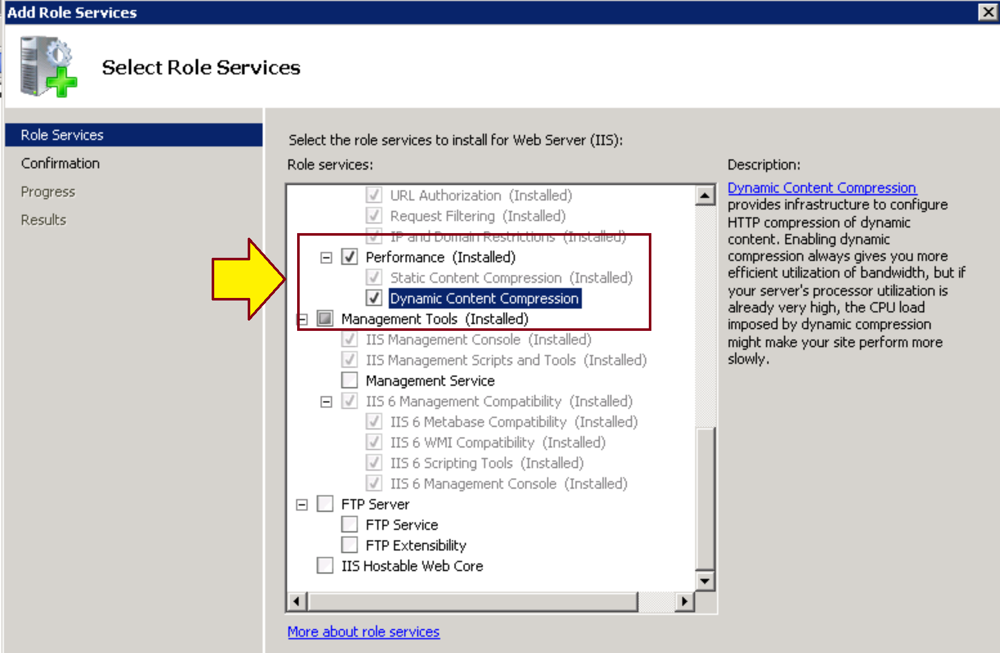 Add Role Services
Select Role Services
Role Services
Confirmation
Progress
Results
Select the role services to install for Web Server (IIS):
Role services:
URL Authorization (Installed)
Request Filtering (Installed)
IP and Domain Restrictions (Installed)
Performance (Installed)
Static Content Compression (Installed)
Dynamic Content Compression
Management Tools (Installed)
IIS Management Console (Installed)
IIS Management Scripts and Tools (Installed)
Management Service
IIS 6 Management Compatibility (Installed)
IIS 6 Metabase Compatibility (Installed)
IIS 6 WMI Compatibility (Installed)
IIS 6 Scripting Tools (Installed)
IIS 6 Management Console (Installed)
FTP Server
FTP Service
FTP Extensibility
IIS Hostable Web Core
More about role services
Description:
Dynamic Content Compression
provides infrastructure to configure
HTTP compression of dynamic
content. Enabling dynamic
compression always gives you more
efficient utilization of bandwidth, but if
your server's processor utilization is
already very high, the CPU load
imposed by dynamic compression
might make your site perform more
slowly.